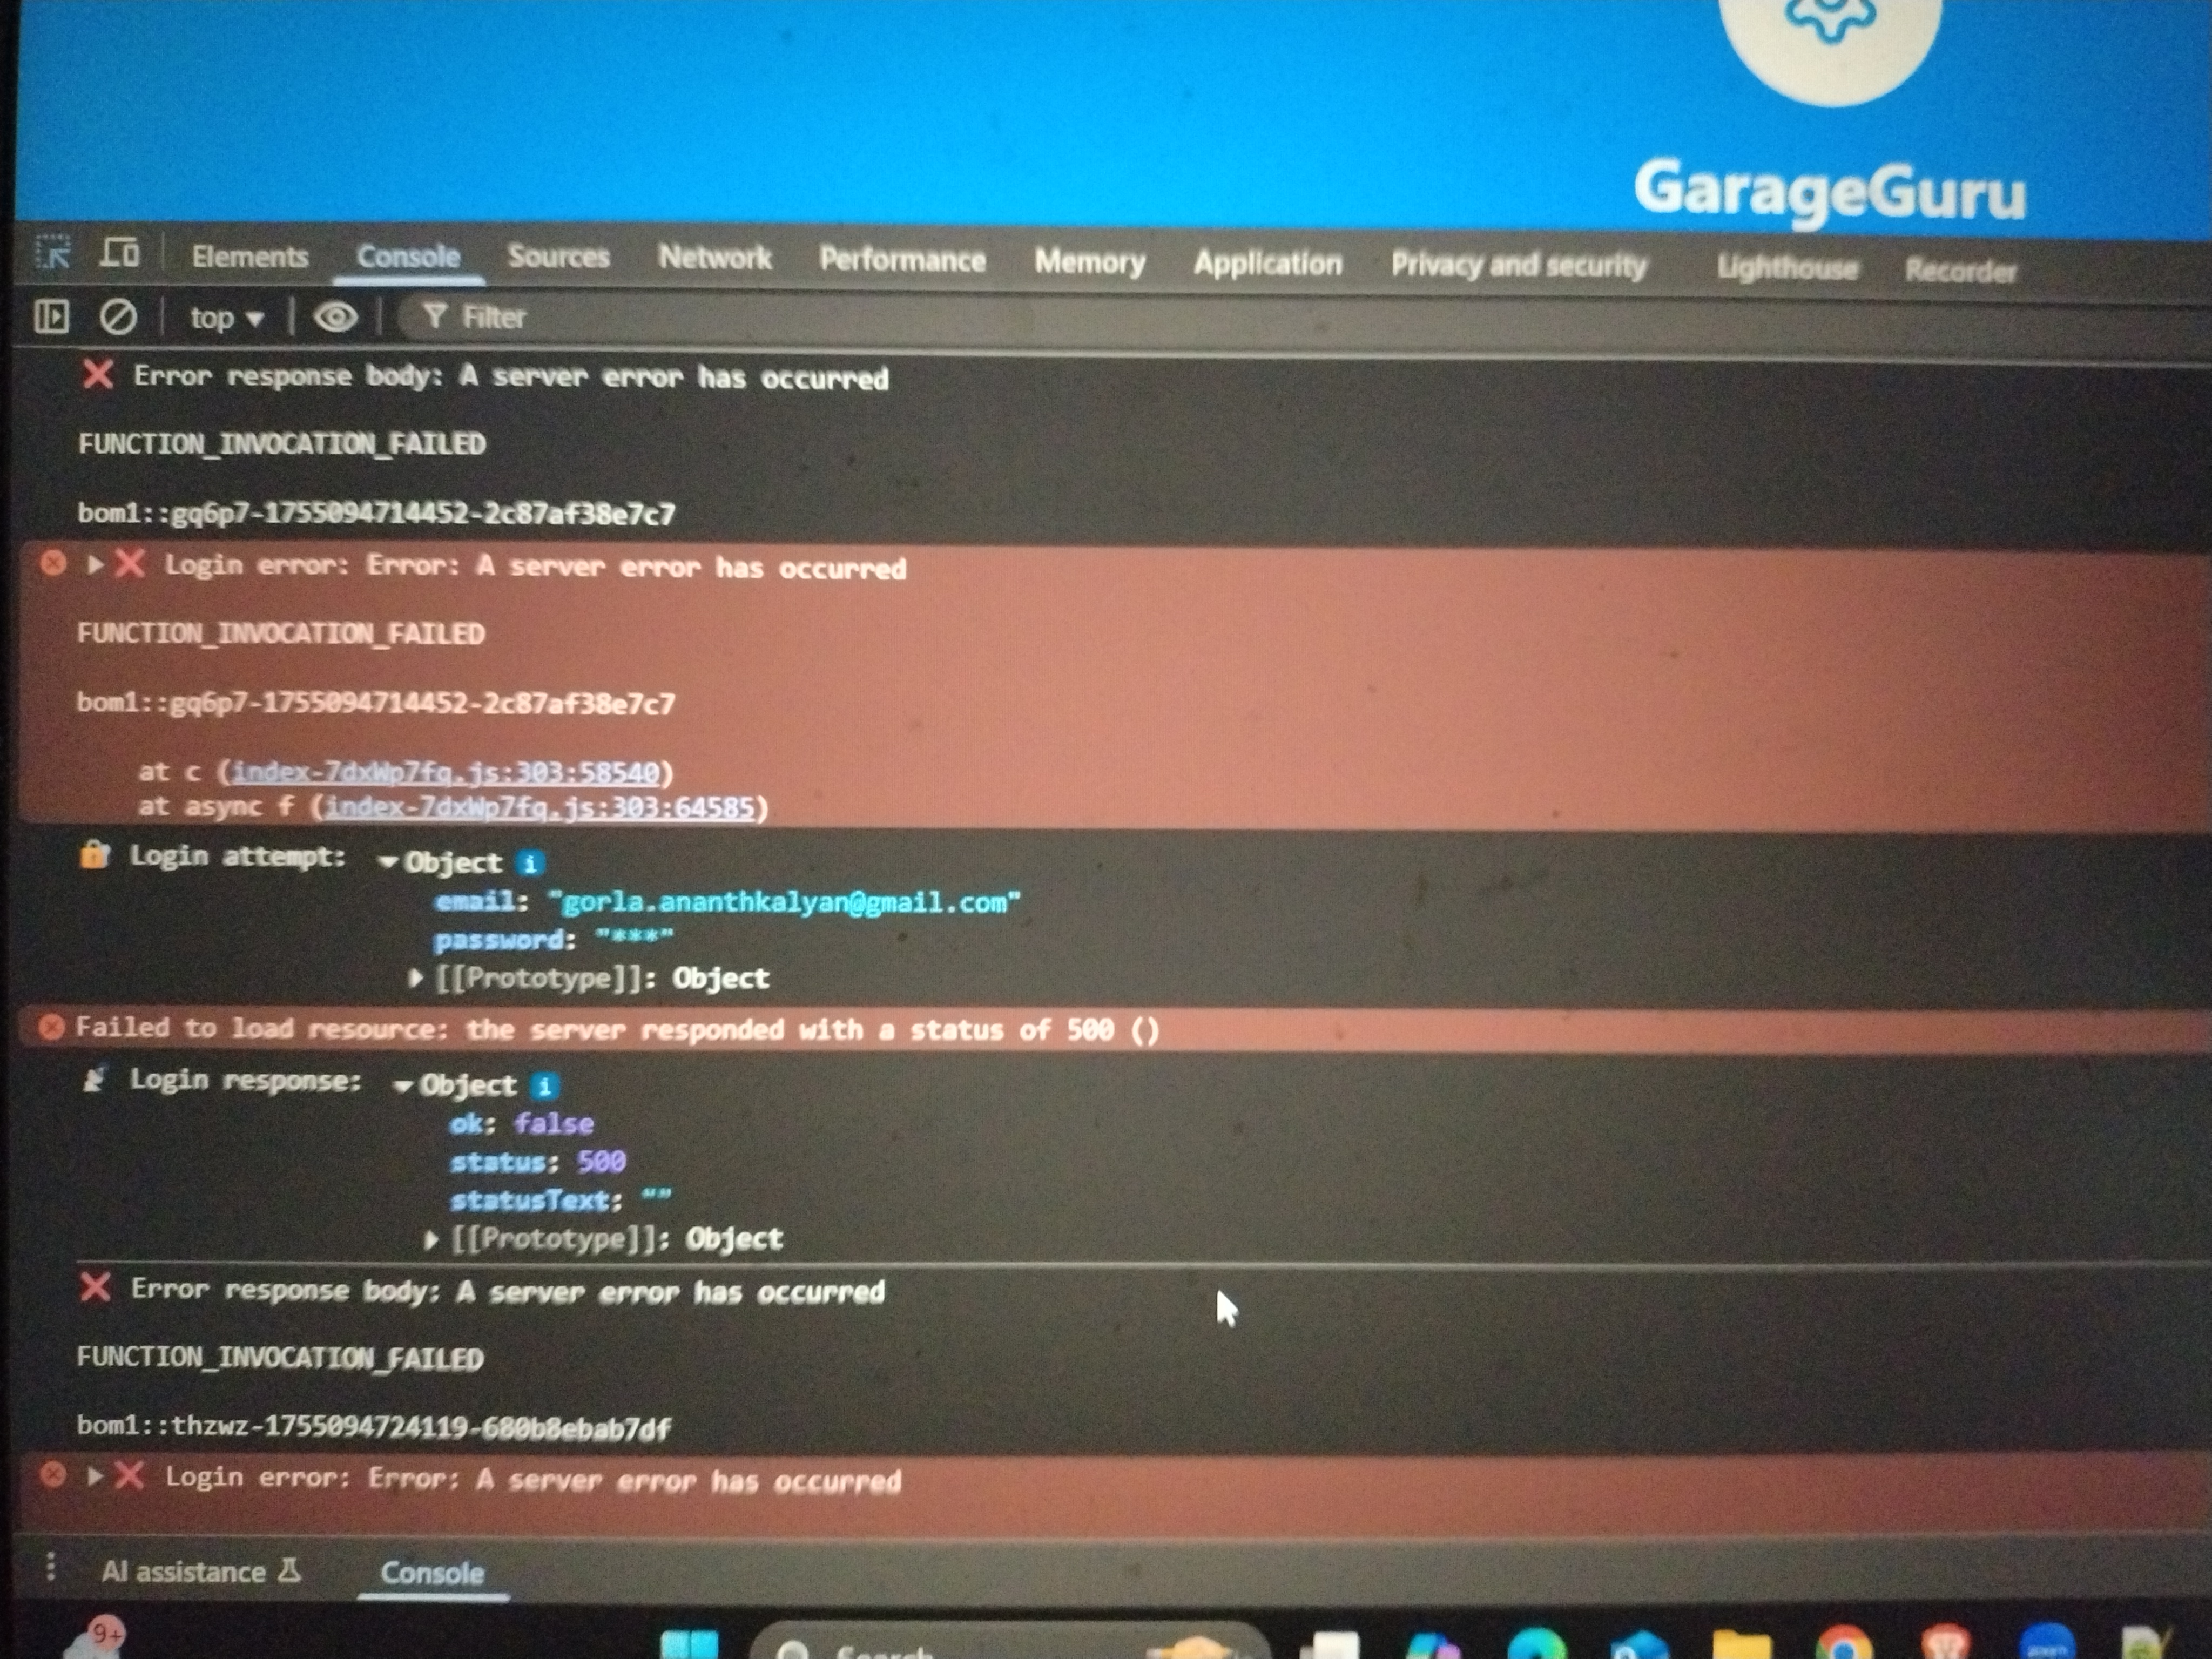 GarageGuru
Elements Console Sources Network Performance Memory Application Privacy and security Lighthouse Recorder
top Filter
Error response body: A server error has occurred
FUNCTION_INVOCATION_FAILED
bom1::gq6p7-1755094714452-2c87af38e7c7
Login error: Error: A server error has occurred
FUNCTION_INVOCATION_FAILED
bom1::gq6p7-1755094714452-2c87af38e7c7
at c (index-7dxWp7fq.js:303:58540)
at async f (index-7dxWp7fq.js:303:64585)
Login attempt: Object i
email: "gorla.ananthkalyan@gmail.com"
password: "***"
[[Prototype]]: Object
Failed to load resource: the server responded with a status of 500 ()
Login response: Object i
ok: false
status: 500
statusText: ""
[[Prototype]]: Object
Error response body: A server error has occurred
FUNCTION_INVOCATION_FAILED
bom1::thzwz-1755094724119-680b8ebab7df
Login error: Error: A server error has occurred
AI assistance Console
9+
Search
zoom